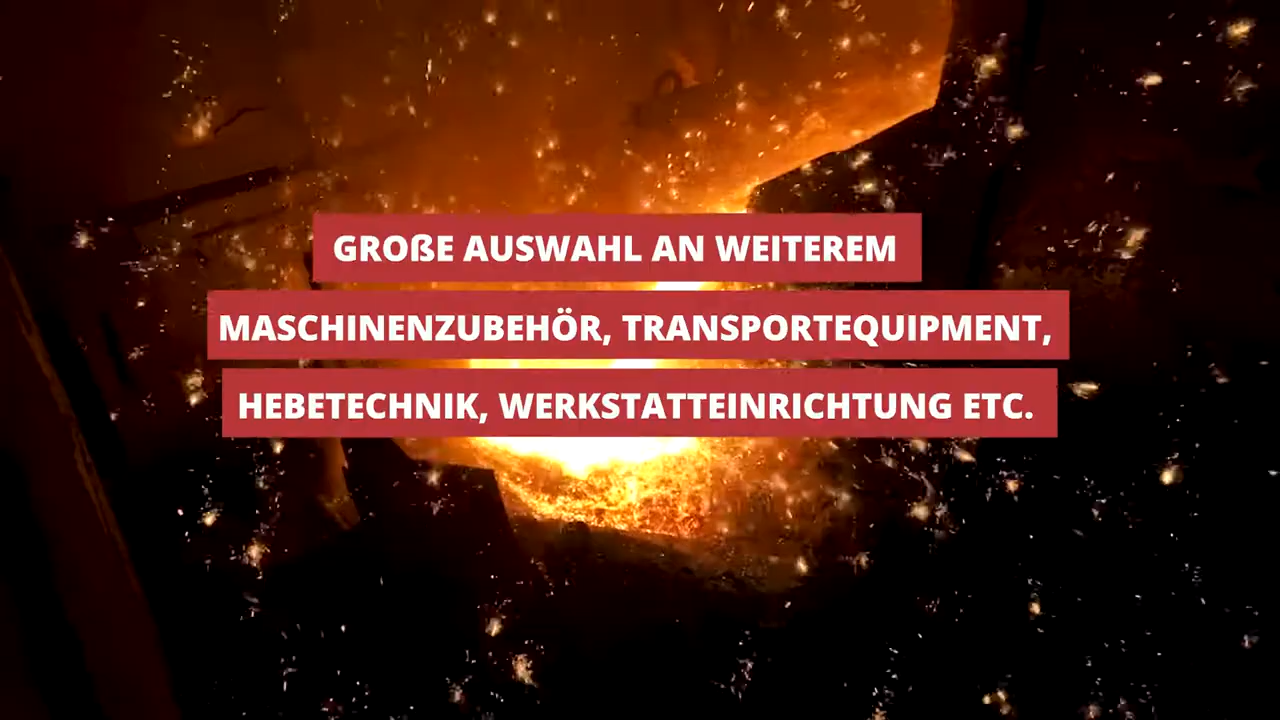 GROßE AUSWAHL AN WEITEREM
MASCHINENZUBEHÖR, TRANSPORTEQUIPMENT,
HEBETECHNIK, WERKSTATTEINRICHTUNG ETC.